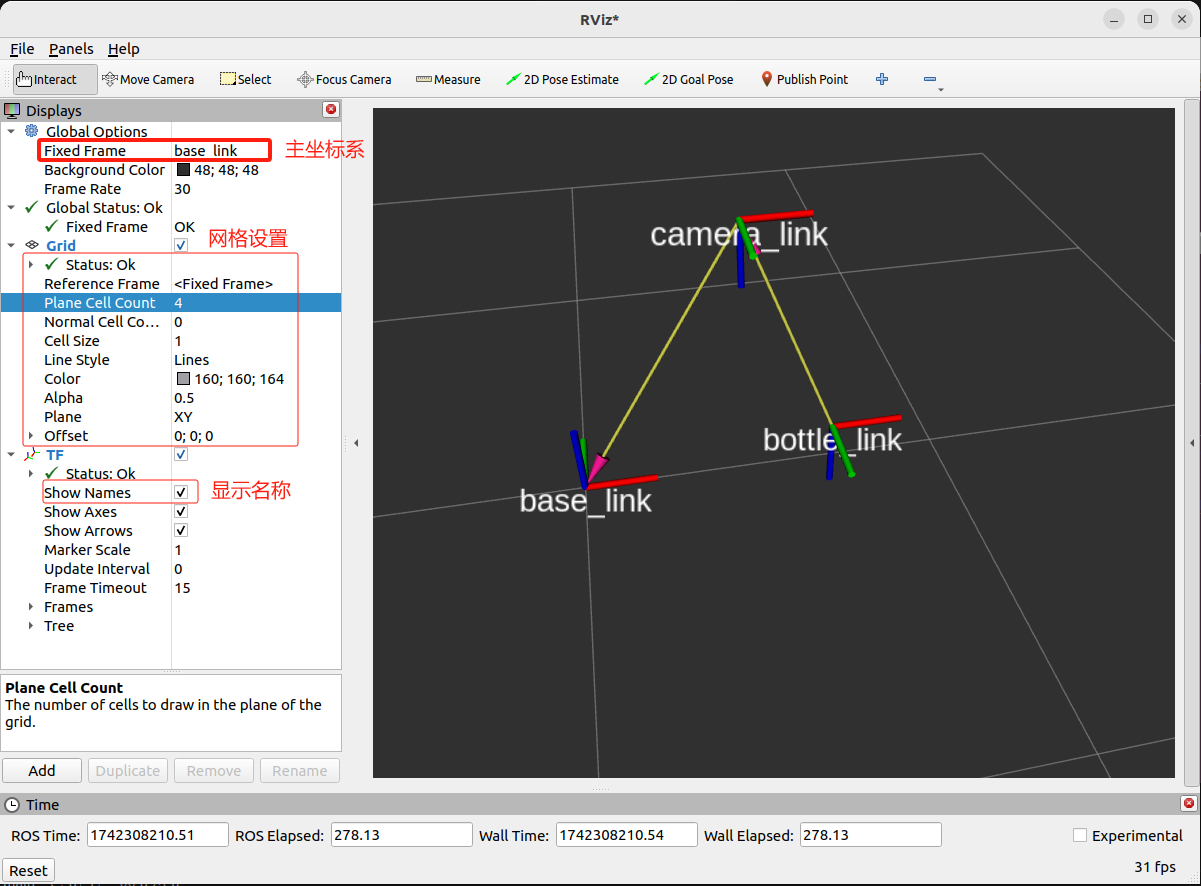 RViz*
File Panels Help
Interact Move Camera Select Focus Camera Measure 2D Pose Estimate 2D Goal Pose Publish Point
Displays
Global Options
Fixed Frame base_link 主坐标系
Background Color 48; 48; 48
Frame Rate 30
Global Status: Ok
Fixed Frame OK
Grid 网格设置
Status: Ok
Reference Frame <Fixed Frame>
Plane Cell Count 4
Normal Cell Co... 0
Cell Size 1
Line Style Lines
Color 160; 160; 164
Alpha 0.5
Plane XY
Offset 0; 0; 0
TF
Status: Ok
Show Names 显示名称
Show Axes
Show Arrows
Marker Scale 1
Update Interval 0
Frame Timeout 15
Frames
Tree
camera_link
bottle_link
base_link
Plane Cell Count
The number of cells to draw in the plane of the
grid.
Add Duplicate Remove Rename
Time
ROS Time: 1742308210.51 ROS Elapsed: 278.13 Wall Time: 1742308210.54 Wall Elapsed: 278.13 Experimental
Reset 31 fps